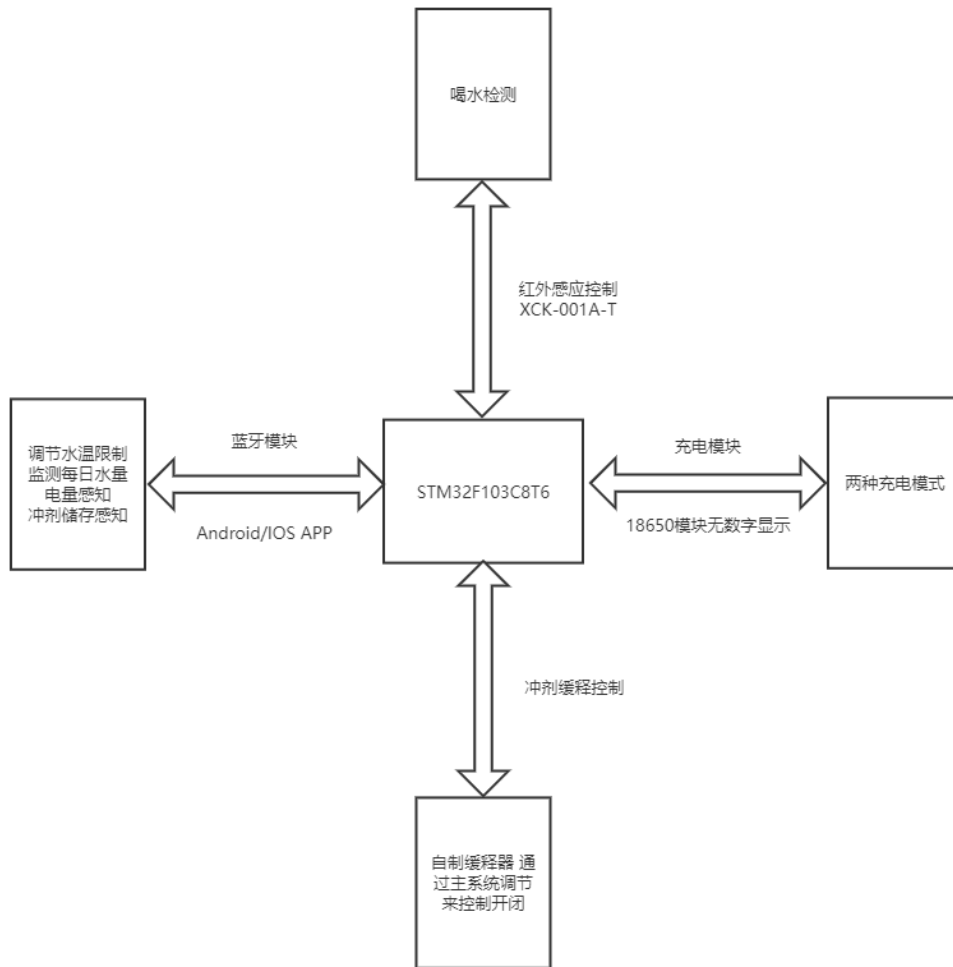 喝水检测
红外感应控制
XCK-001A-T
调节水温限制
监测每日水量
电量感知
冲剂储存感知
蓝牙模块
Android/IOS APP
STM32F103C8T6
充电模块
18650模块无数字显示
两种充电模式
冲剂缓释控制
自制缓释器 通
过主系统调节
来控制开闭